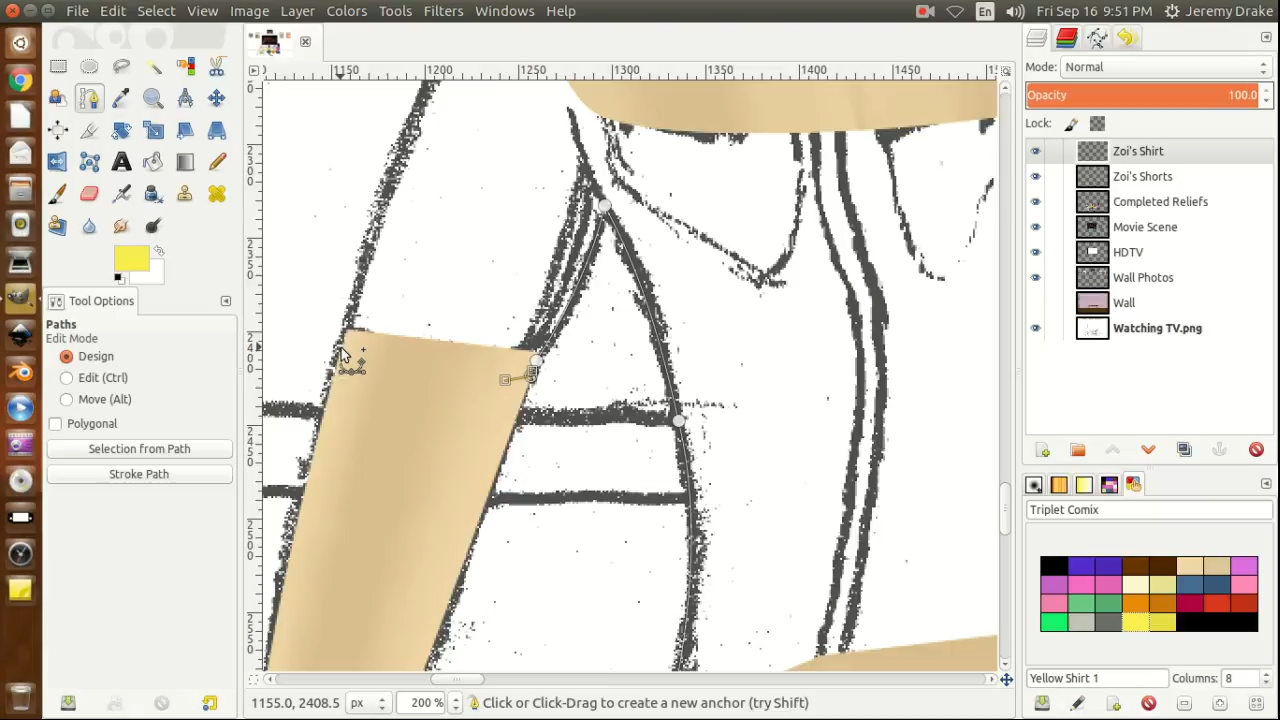 File Edit Select View Image Layer Colors Tools Filters Windows Help
En Fri Sep 16 9:51 PM Jeremy Drake
1150 1200 1250 1300 1350 1400 1450
Mode: Normal
Opacity 100.0
Lock:
Zoi's Shirt
Zoi's Shorts
Completed Reliefs
Movie Scene
HDTV
Wall Photos
Wall
Watching TV.png
Tool Options
Paths
Edit Mode
Design
Edit (Ctrl)
Move (Alt)
Polygonal
Selection from Path
Stroke Path
Triplet Comix
Yellow Shirt 1 Columns: 8
1155.0, 2408.5 px 200 % Click or Click-Drag to create a new anchor (try Shift)